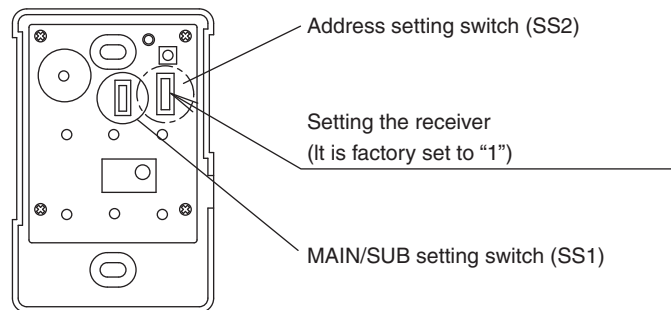 Address setting switch (SS2)
Setting the receiver
(It is factory set to “1”)
MAIN/SUB setting switch (SS1)